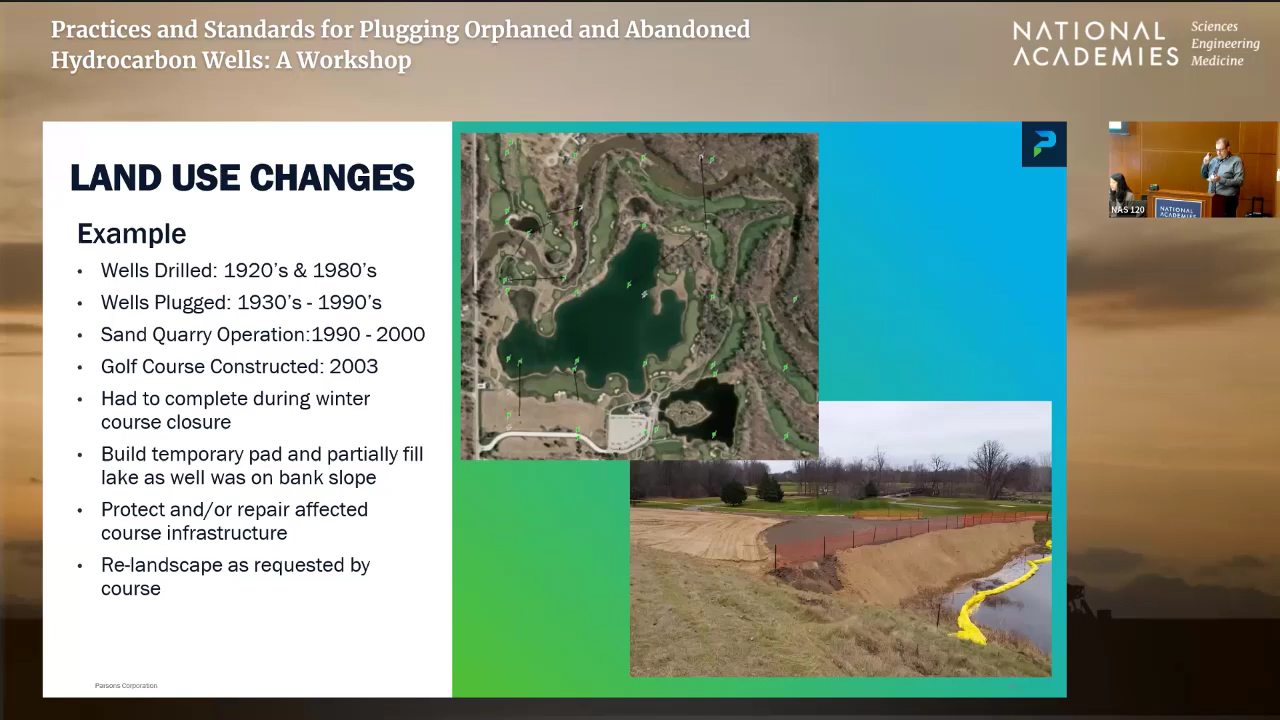 Practices and Standards for Plugging Orphaned and Abandoned
Hydrocarbon Wells: A Workshop
NATIONAL
ACADEMIES
Sciences
Engineering
Medicine
LAND USE CHANGES
Example
• Wells Drilled: 1920's & 1980's
• Wells Plugged: 1930's - 1990's
• Sand Quarry Operation:1990 - 2000
• Golf Course Constructed: 2003
• Had to complete during winter
course closure
• Build temporary pad and partially fill
lake as well was on bank slope
• Protect and/or repair affected
course infrastructure
• Re-landscape as requested by
course
Parsons Corporation
NAS 120
NATIONAL
ACADEMIES